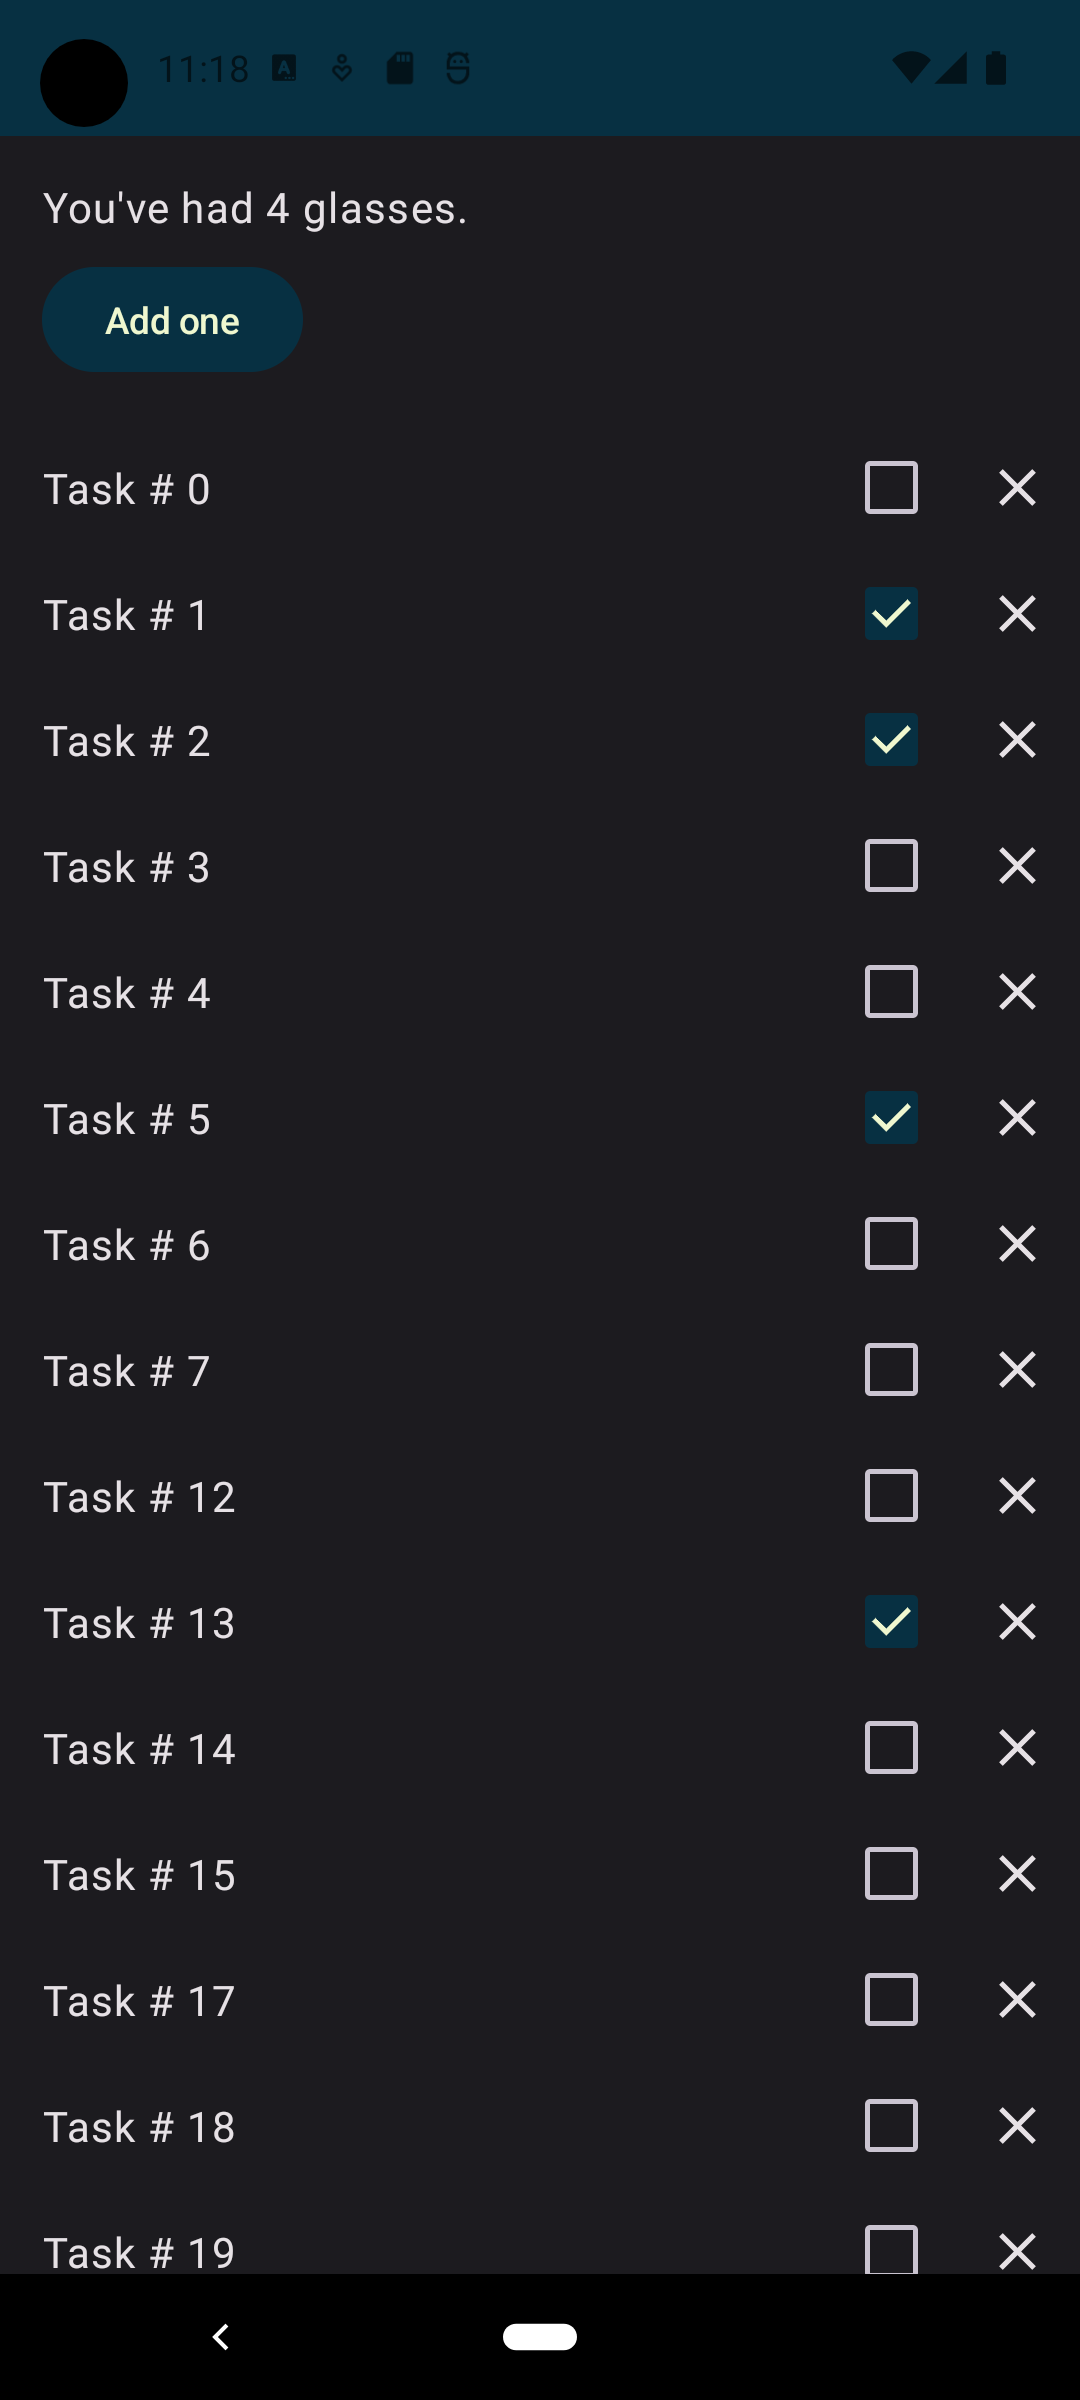 11:18
You've had 4 glasses.
Add one
Task # 0
Task # 1
Task # 2
Task # 3
Task # 4
Task # 5
Task # 6
Task # 7
Task # 12
Task # 13
Task # 14
Task # 15
Task # 17
Task # 18
Task # 19